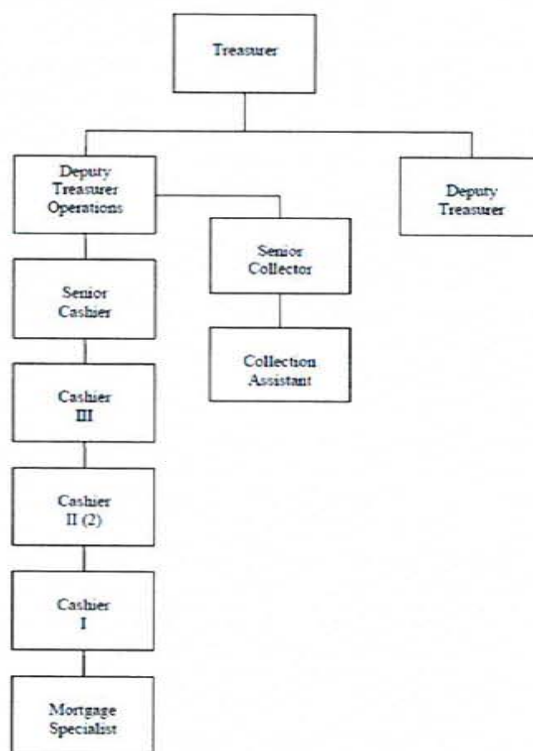 Treasurer
Deputy
Treasurer
Operations
Deputy
Treasurer
Senior
Collector
Senior
Cashier
Collection
Assistant
Cashier
III
Cashier
II (2)
Cashier
I
Mortgage
Specialist